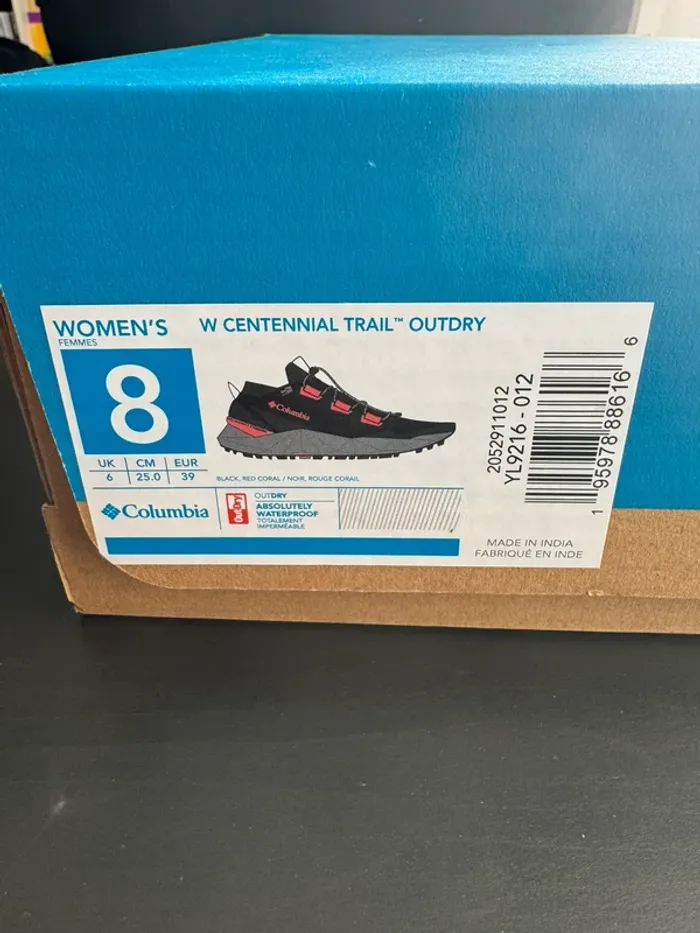 WOMEN'S
FEMMES
W CENTENNIAL TRAIL™ OUTDRY
8
UK CM EUR
6 25.0 39
Columbia
BLACK, RED CORAL / NOIR, ROUGE CORAIL
Columbia
OutDry
OUTDRY
ABSOLUTELY
WATERPROOF
TOTALEMENT
IMPERMÉABLE
2052911012
YL9216 - 012
1 95978 88616 6
MADE IN INDIA
FABRIQUÉ EN INDE